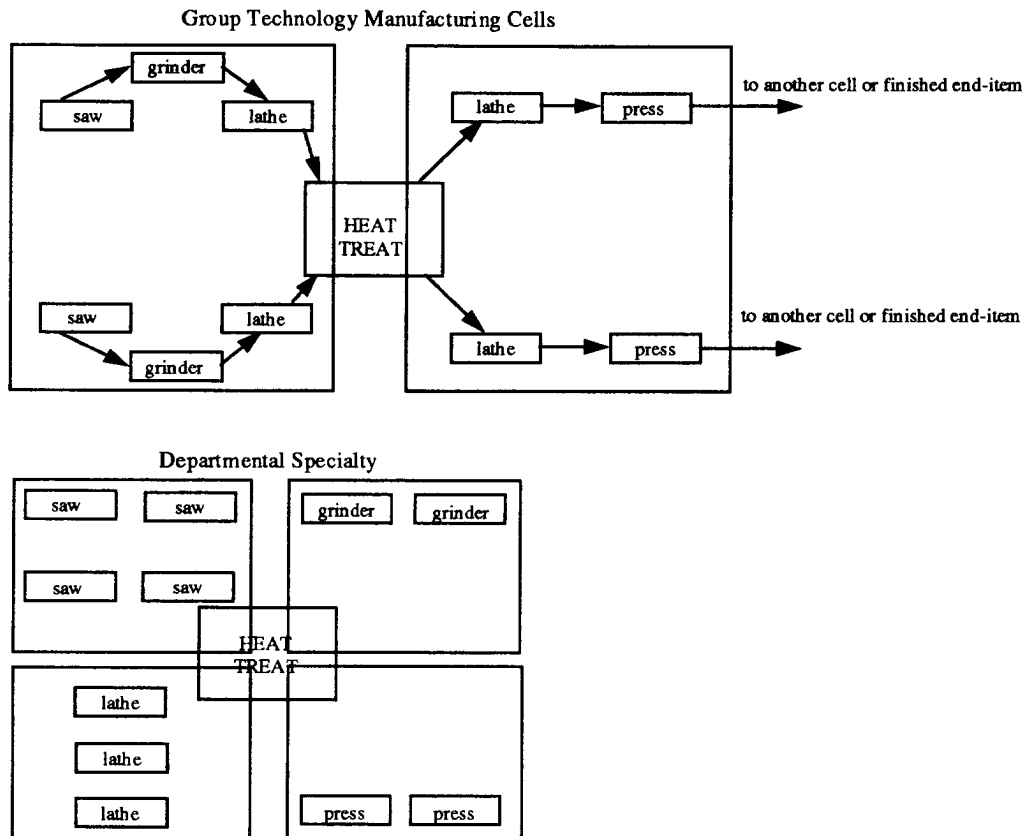 Group Technology Manufacturing Cells
grinder
saw
lathe
lathe
press
to another cell or finished end-item
HEAT
TREAT
saw
lathe
grinder
lathe
press
to another cell or finished end-item
Departmental Specialty
saw
saw
grinder
grinder
saw
saw
HEAT
TREAT
lathe
lathe
lathe
press
press